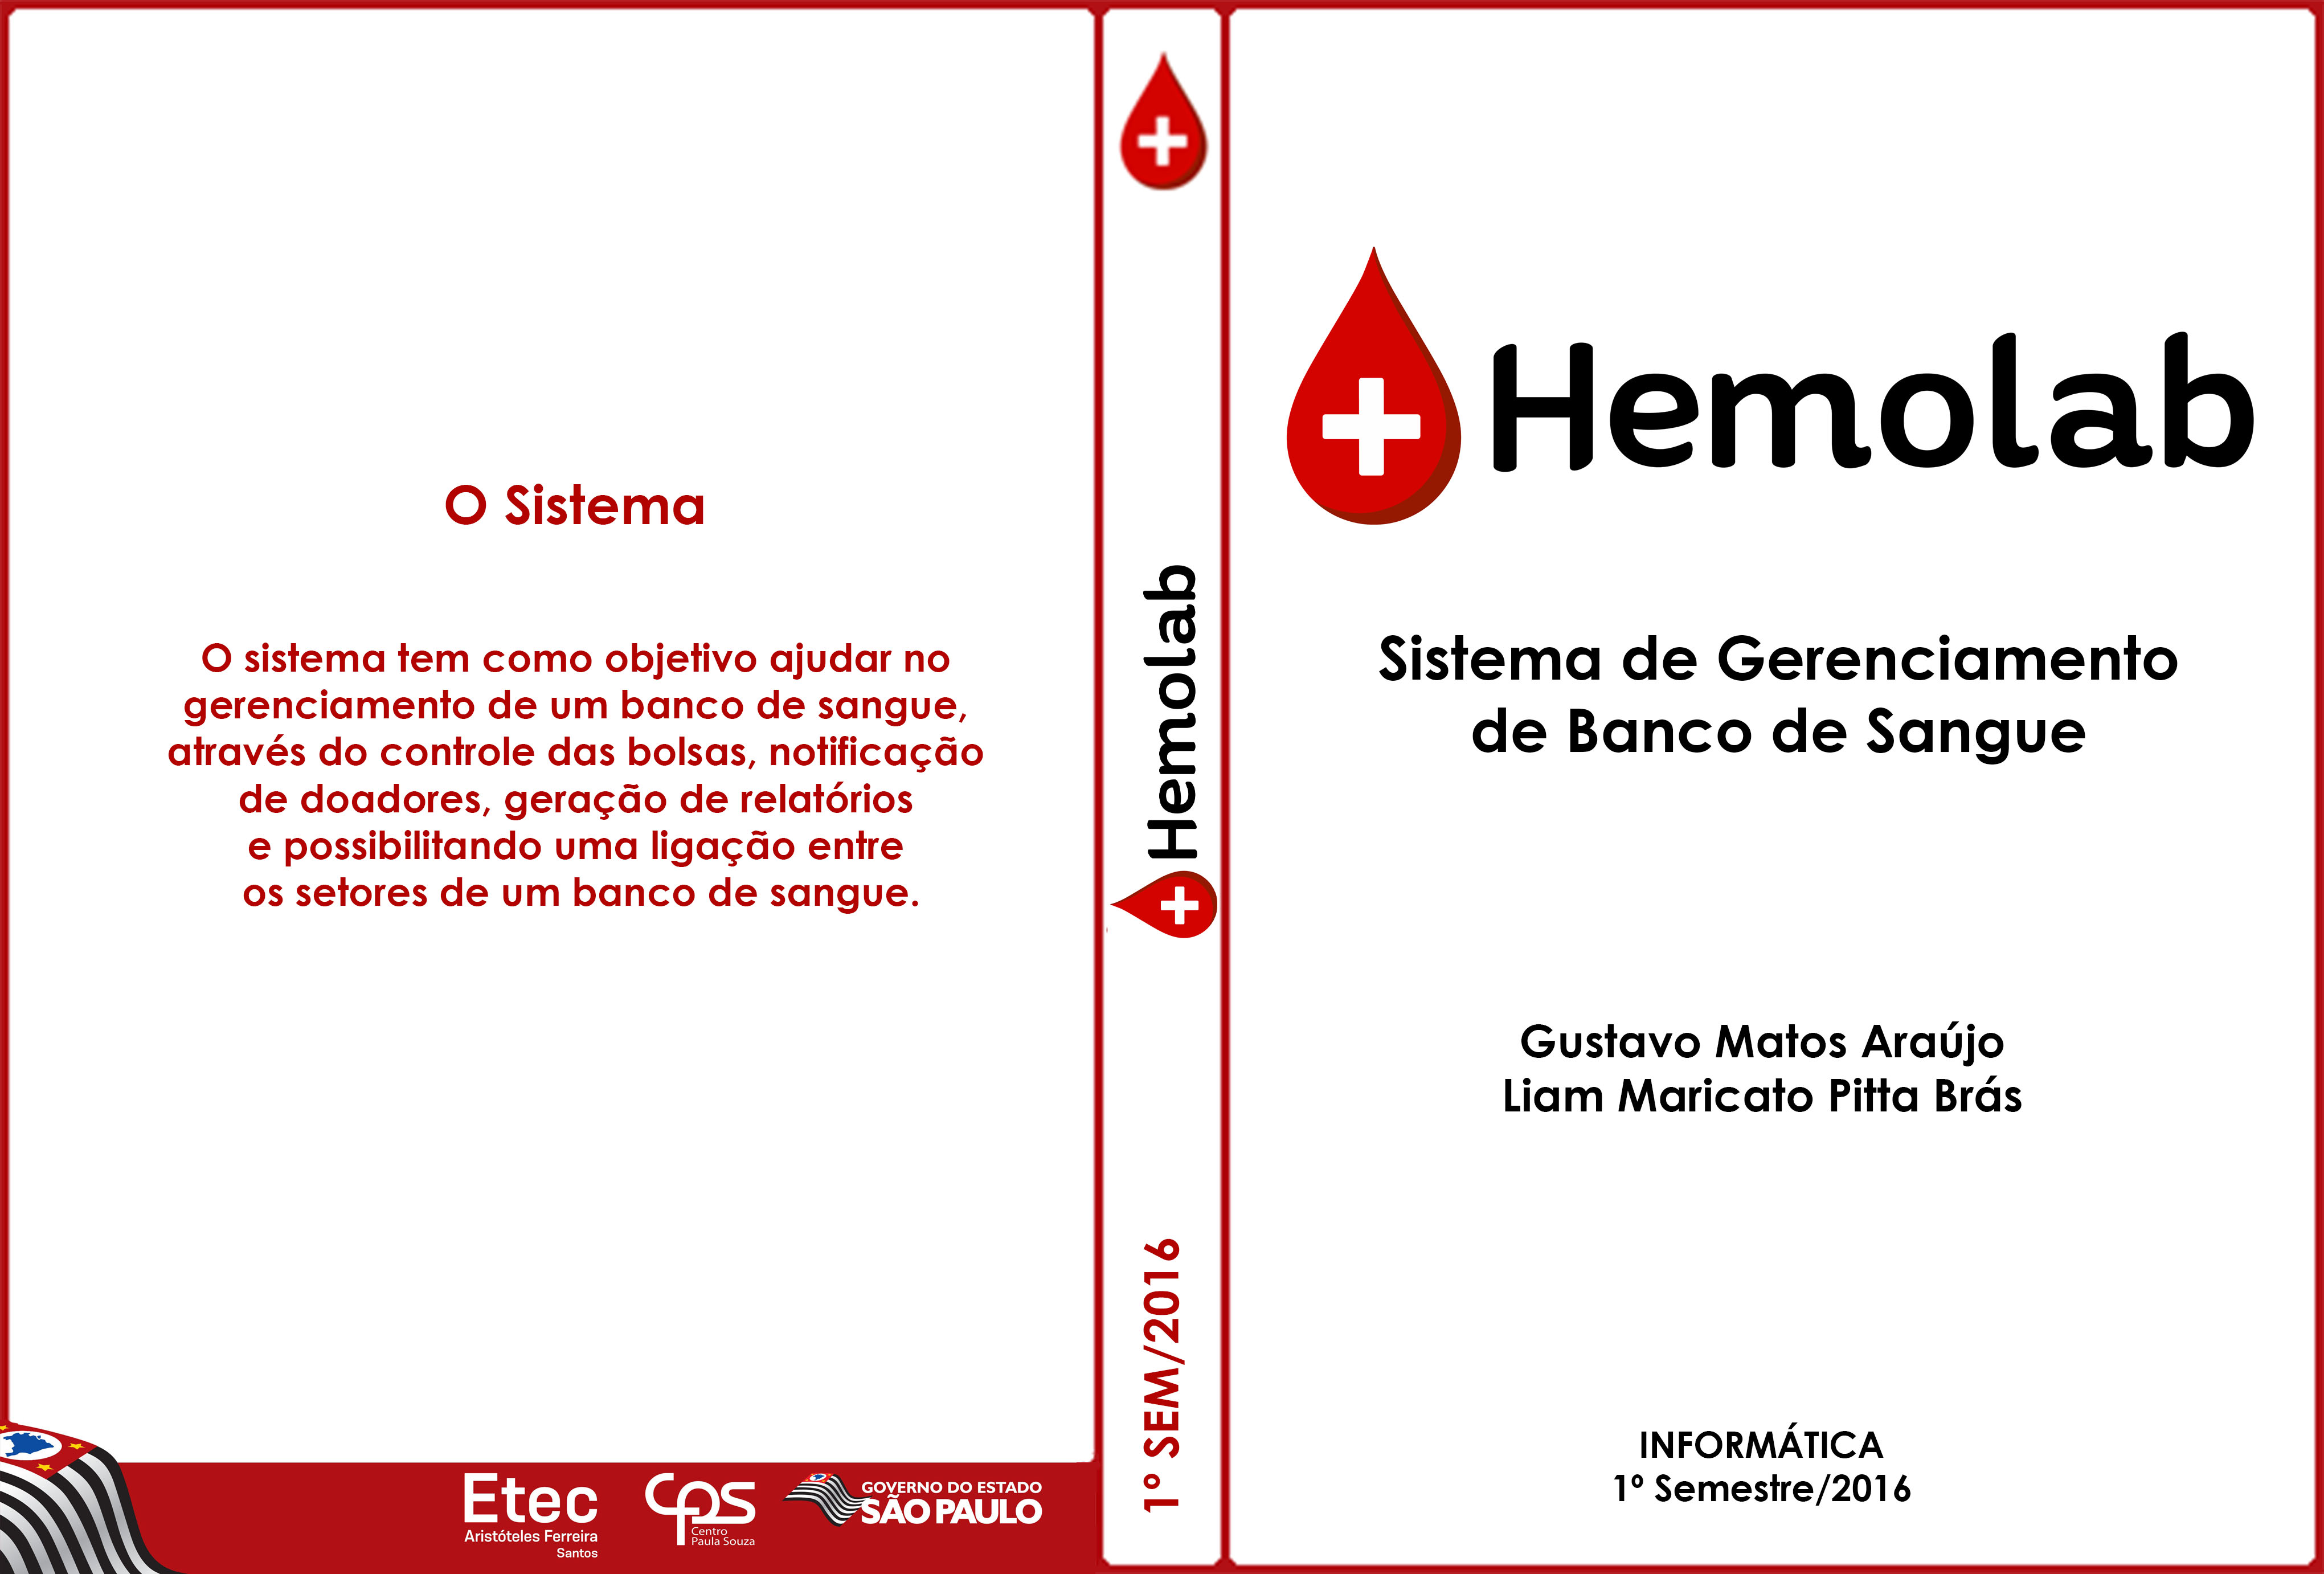 O Sistema
O sistema tem como objetivo ajudar no
gerenciamento de um banco de sangue,
através do controle das bolsas, notificação
de doadores, geração de relatórios
e possibilitando uma ligação entre
os setores de um banco de sangue.
Etec
Aristóteles Ferreira
Santos
cps
Centro
Paula Souza
GOVERNO DO ESTADO
SÃO PAULO
Hemolab
1º SEM/2016
Hemolab
Sistema de Gerenciamento
de Banco de Sangue
Gustavo Matos Araújo
Liam Maricato Pitta Brás
INFORMÁTICA
1º Semestre/2016